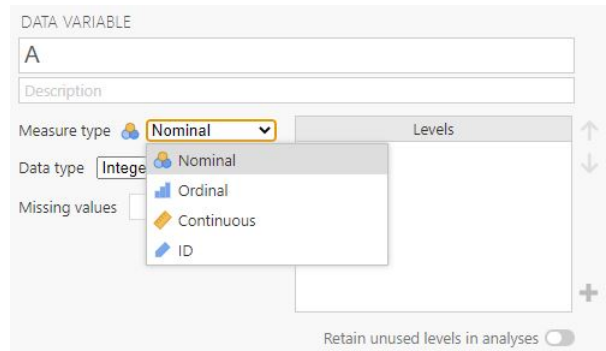 DATA VARIABLE
A
Description
Measure type Nominal
Levels
Nominal
Data type Intege
Ordinal
Missing values
Continuous
ID
Retain unused levels in analyses